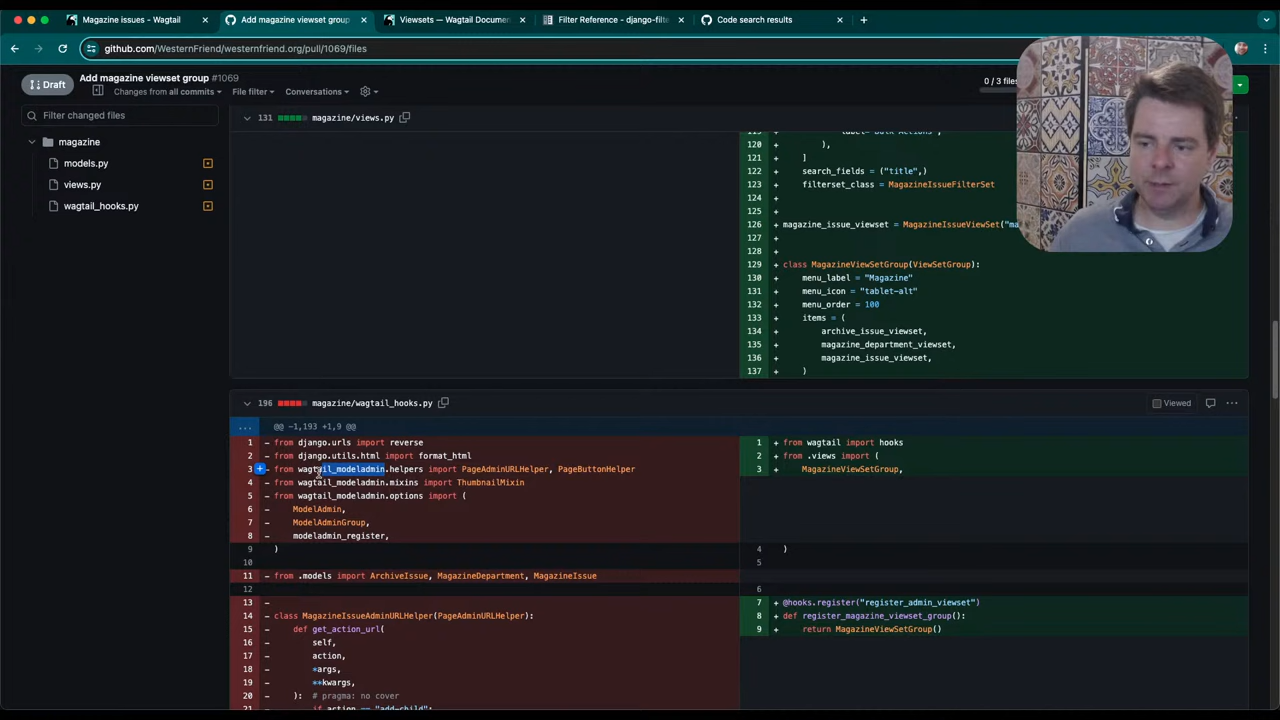 Magazine issues - Wagtail
Add magazine viewset group
Viewsets — Wagtail Documen
Filter Reference - django-filte
Code search results
github.com/WesternFriend/westernfriend.org/pull/1069/files
Draft
Add magazine viewset group #1069
Changes from all commits
File filter
Conversations
0 / 3 files
Filter changed files
magazine
models.py
views.py
wagtail_hooks.py
131 magazine/views.py
120 + ),
121 + ]
122 + search_fields = ("title",)
123 + filterset_class = MagazineIssueFilterSet
124 +
125 +
126 + magazine_issue_viewset = MagazineIssueViewSet("ma
127 +
128 +
129 + class MagazineViewSetGroup(ViewSetGroup):
130 + menu_label = "Magazine"
131 + menu_icon = "tablet-alt"
132 + menu_order = 100
133 + items = (
134 + archive_issue_viewset,
135 + magazine_department_viewset,
136 + magazine_issue_viewset,
137 + )
196 magazine/wagtail_hooks.py
Viewed
... @@ -1,193 +1,9 @@
1 - from django.urls import reverse
1 + from wagtail import hooks
2 - from django.utils.html import format_html
2 + from .views import (
3 - from wagtail_modeladmin.helpers import PageAdminURLHelper, PageButtonHelper
3 + MagazineViewSetGroup,
4 - from wagtail_modeladmin.mixins import ThumbnailMixin
5 - from wagtail_modeladmin.options import (
6 - ModelAdmin,
7 - ModelAdminGroup,
8 - modeladmin_register,
9 )
4 )
10
5
11 - from .models import ArchiveIssue, MagazineDepartment, MagazineIssue
12
6
13 -
7 + @hooks.register("register_admin_viewset")
14 - class MagazineIssueAdminURLHelper(PageAdminURLHelper):
8 + def register_magazine_viewset_group():
15 - def get_action_url(
9 + return MagazineViewSetGroup()
16 - self,
17 - action,
18 - *args,
19 - **kwargs,
20 - ): # pragma: no cover
21 - if action == "add-child":